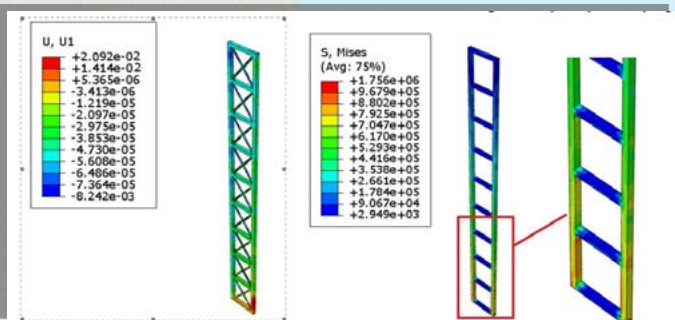 U, U1
+2.092e-02
+1.414e-02
+5.365e-06
-3.413e-06
-1.219e-05
-2.097e-05
-2.975e-05
-3.853e-05
-4.730e-05
-5.608e-05
-6.486e-05
-7.364e-05
-8.242e-03
S, Mises
(Avg: 75%)
+1.756e+06
+9.679e+05
+8.802e+05
+7.925e+05
+7.047e+05
+6.170e+05
+5.293e+05
+4.416e+05
+3.538e+05
+2.661e+05
+1.784e+05
+9.067e+04
+2.949e+03